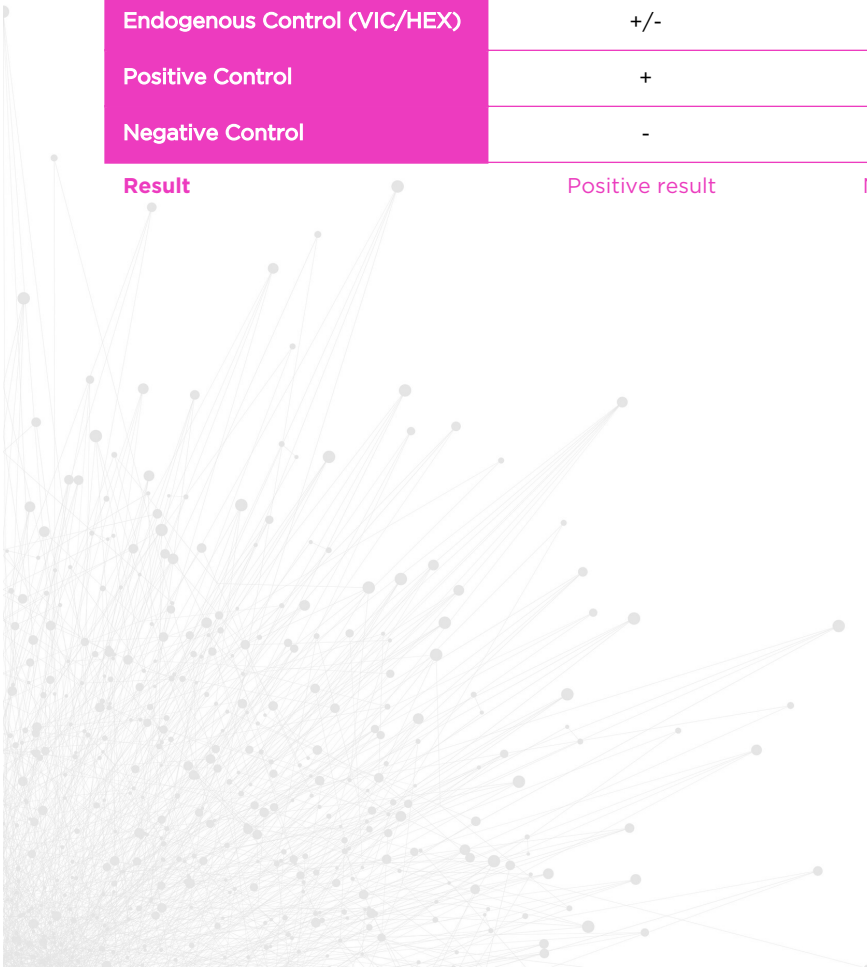 Endogenous Control (VIC/HEX) +/-
Positive Control +
Negative Control -
Result Positive result